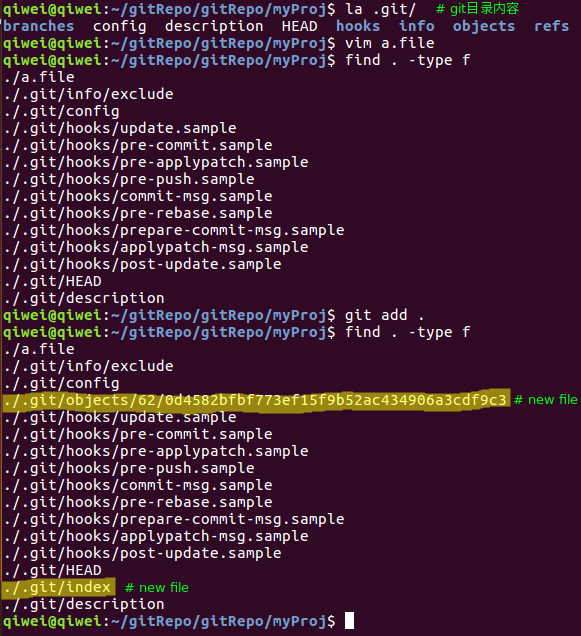 qiwei@qiwei:~/gitRepo/gitRepo/myProj$ la .git/ # git目录内容
branches config description HEAD hooks info objects refs
qiwei@qiwei:~/gitRepo/gitRepo/myProj$ vim a.file
qiwei@qiwei:~/gitRepo/gitRepo/myProj$ find . -type f
./a.file
./.git/info/exclude
./.git/config
./.git/hooks/update.sample
./.git/hooks/pre-commit.sample
./.git/hooks/pre-applypatch.sample
./.git/hooks/pre-push.sample
./.git/hooks/commit-msg.sample
./.git/hooks/pre-rebase.sample
./.git/hooks/prepare-commit-msg.sample
./.git/hooks/applypatch-msg.sample
./.git/hooks/post-update.sample
./.git/HEAD
./.git/description
qiwei@qiwei:~/gitRepo/gitRepo/myProj$ git add .
qiwei@qiwei:~/gitRepo/gitRepo/myProj$ find . -type f
./a.file
./.git/info/exclude
./.git/config
./.git/objects/62/0d4582bfbf773ef15f9b52ac434906a3cdf9c3 # new file
./.git/hooks/update.sample
./.git/hooks/pre-commit.sample
./.git/hooks/pre-applypatch.sample
./.git/hooks/pre-push.sample
./.git/hooks/commit-msg.sample
./.git/hooks/pre-rebase.sample
./.git/hooks/prepare-commit-msg.sample
./.git/hooks/applypatch-msg.sample
./.git/hooks/post-update.sample
./.git/HEAD
./.git/index # new file
./.git/description
qiwei@qiwei:~/gitRepo/gitRepo/myProj$